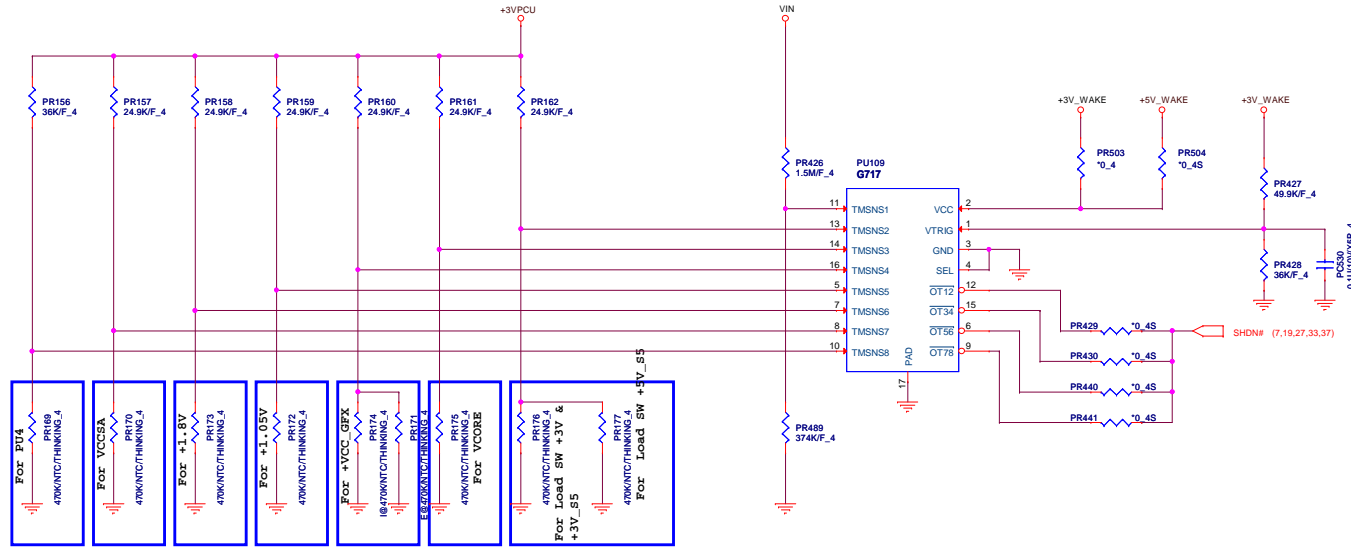 +3VPCU
VIN
PR156
36K/F_4
PR157
24.9K/F_4
PR158
24.9K/F_4
PR159
24.9K/F_4
PR160
24.9K/F_4
PR161
24.9K/F_4
PR162
24.9K/F_4
+3V_WAKE
+5V_WAKE
+3V_WAKE
PR503
*0_4
PR504
*0_4S
PR426
1.5M/F_4
PU109
G717
PR427
49.9K/F_4
11
TMSNS1
VCC
2
13
TMSNS2
VTRIG
1
14
TMSNS3
GND
3
16
TMSNS4
SEL
4
5
TMSNS5
OT12
12
7
TMSNS6
OT34
15
8
TMSNS7
OT56
6
10
TMSNS8
OT78
9
PAD
17
PR428
36K/F_4
PC530
PR429
*0_4S
PR430
*0_4S
PR440
*0_4S
PR441
*0_4S
SHDN# (7,19,27,33,37)
PR489
374K/F_4
For PU4
PR169
470K/NTC/THINKING_4
For VCCSA
PR170
470K/NTC/THINKING_4
For +1.8V
PR173
470K/NTC/THINKING_4
For +1.05V
PR172
470K/NTC/THINKING_4
For +VCC_GFX
PR174
I@470K/NTC/THINKING_4
PR171
E@470K/NTC/THINKING_4
PR175
470K/NTC/THINKING_4
For VCORE
PR176
470K/NTC/THINKING_4
For Load SW +3V &
+3V_S5
PR177
470K/NTC/THINKING_4
For Load SW +5V_S5